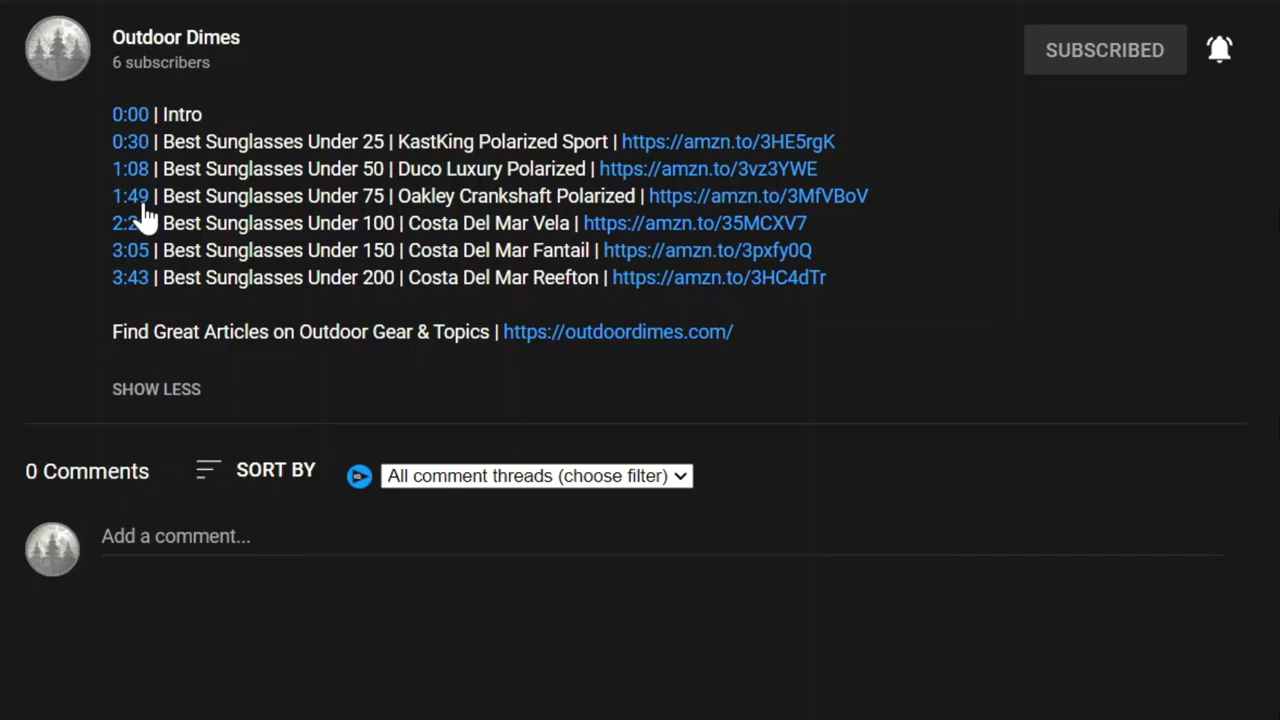 Outdoor Dimes
6 subscribers
SUBSCRIBED
0:00 | Intro
0:30 | Best Sunglasses Under 25 | KastKing Polarized Sport | https://amzn.to/3HE5rgK
1:08 | Best Sunglasses Under 50 | Duco Luxury Polarized | https://amzn.to/3vz3YWE
1:49 | Best Sunglasses Under 75 | Oakley Crankshaft Polarized | https://amzn.to/3MfVBoV
Best Sunglasses Under 100 | Costa Del Mar Vela | https://amzn.to/35MCXV7
3:05 | Best Sunglasses Under 150 | Costa Del Mar Fantail | https://amzn.to/3pxfy0Q
3:43 | Best Sunglasses Under 200 | Costa Del Mar Reefton | https://amzn.to/3HC4dTr
Find Great Articles on Outdoor Gear & Topics | https://outdoordimes.com/
SHOW LESS
0 Comments
SORT BY
All comment threads (choose filter)
Add a comment...